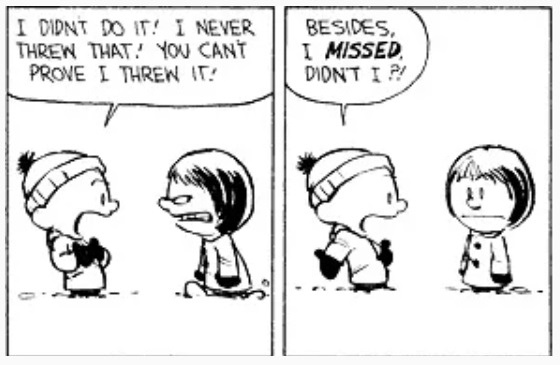 I DIDN'T DO IT! I NEVER
THREW THAT! YOU CAN'T
PROVE I THREW IT!
BESIDES,
I MISSED,
DIDN'T I ?!